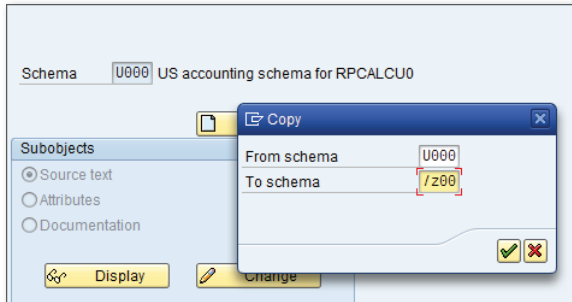 Schema U000 US accounting schema for RPCALCU0
Copy
Subobjects
From schema U000
Source text
To schema /z00
Attributes
Documentation
Display Change